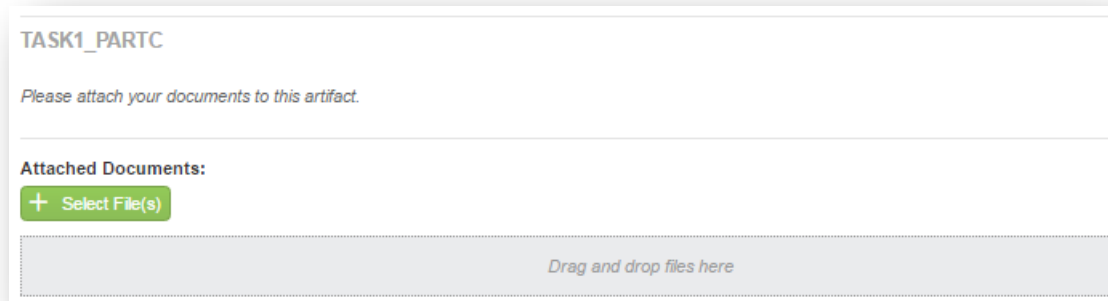 TASK1_PARTC
Please attach your documents to this artifact.
Attached Documents:
+ Select File(s)
Drag and drop files here